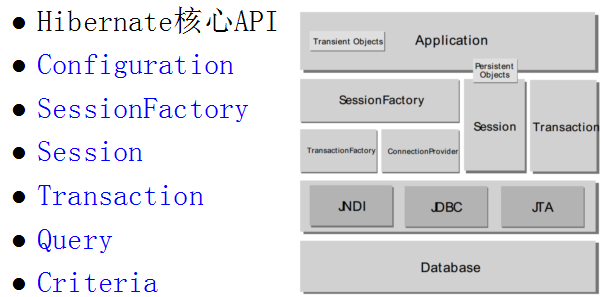 ● Hibernate核心API
● Configuration
● SessionFactory
● Session
● Transaction
● Query
● Criteria
Transient Objects
Application
Persistent
Objects
SessionFactory
Session
Transaction
TransactionFactory
ConnectionProvider
JNDI
JDBC
JTA
Database